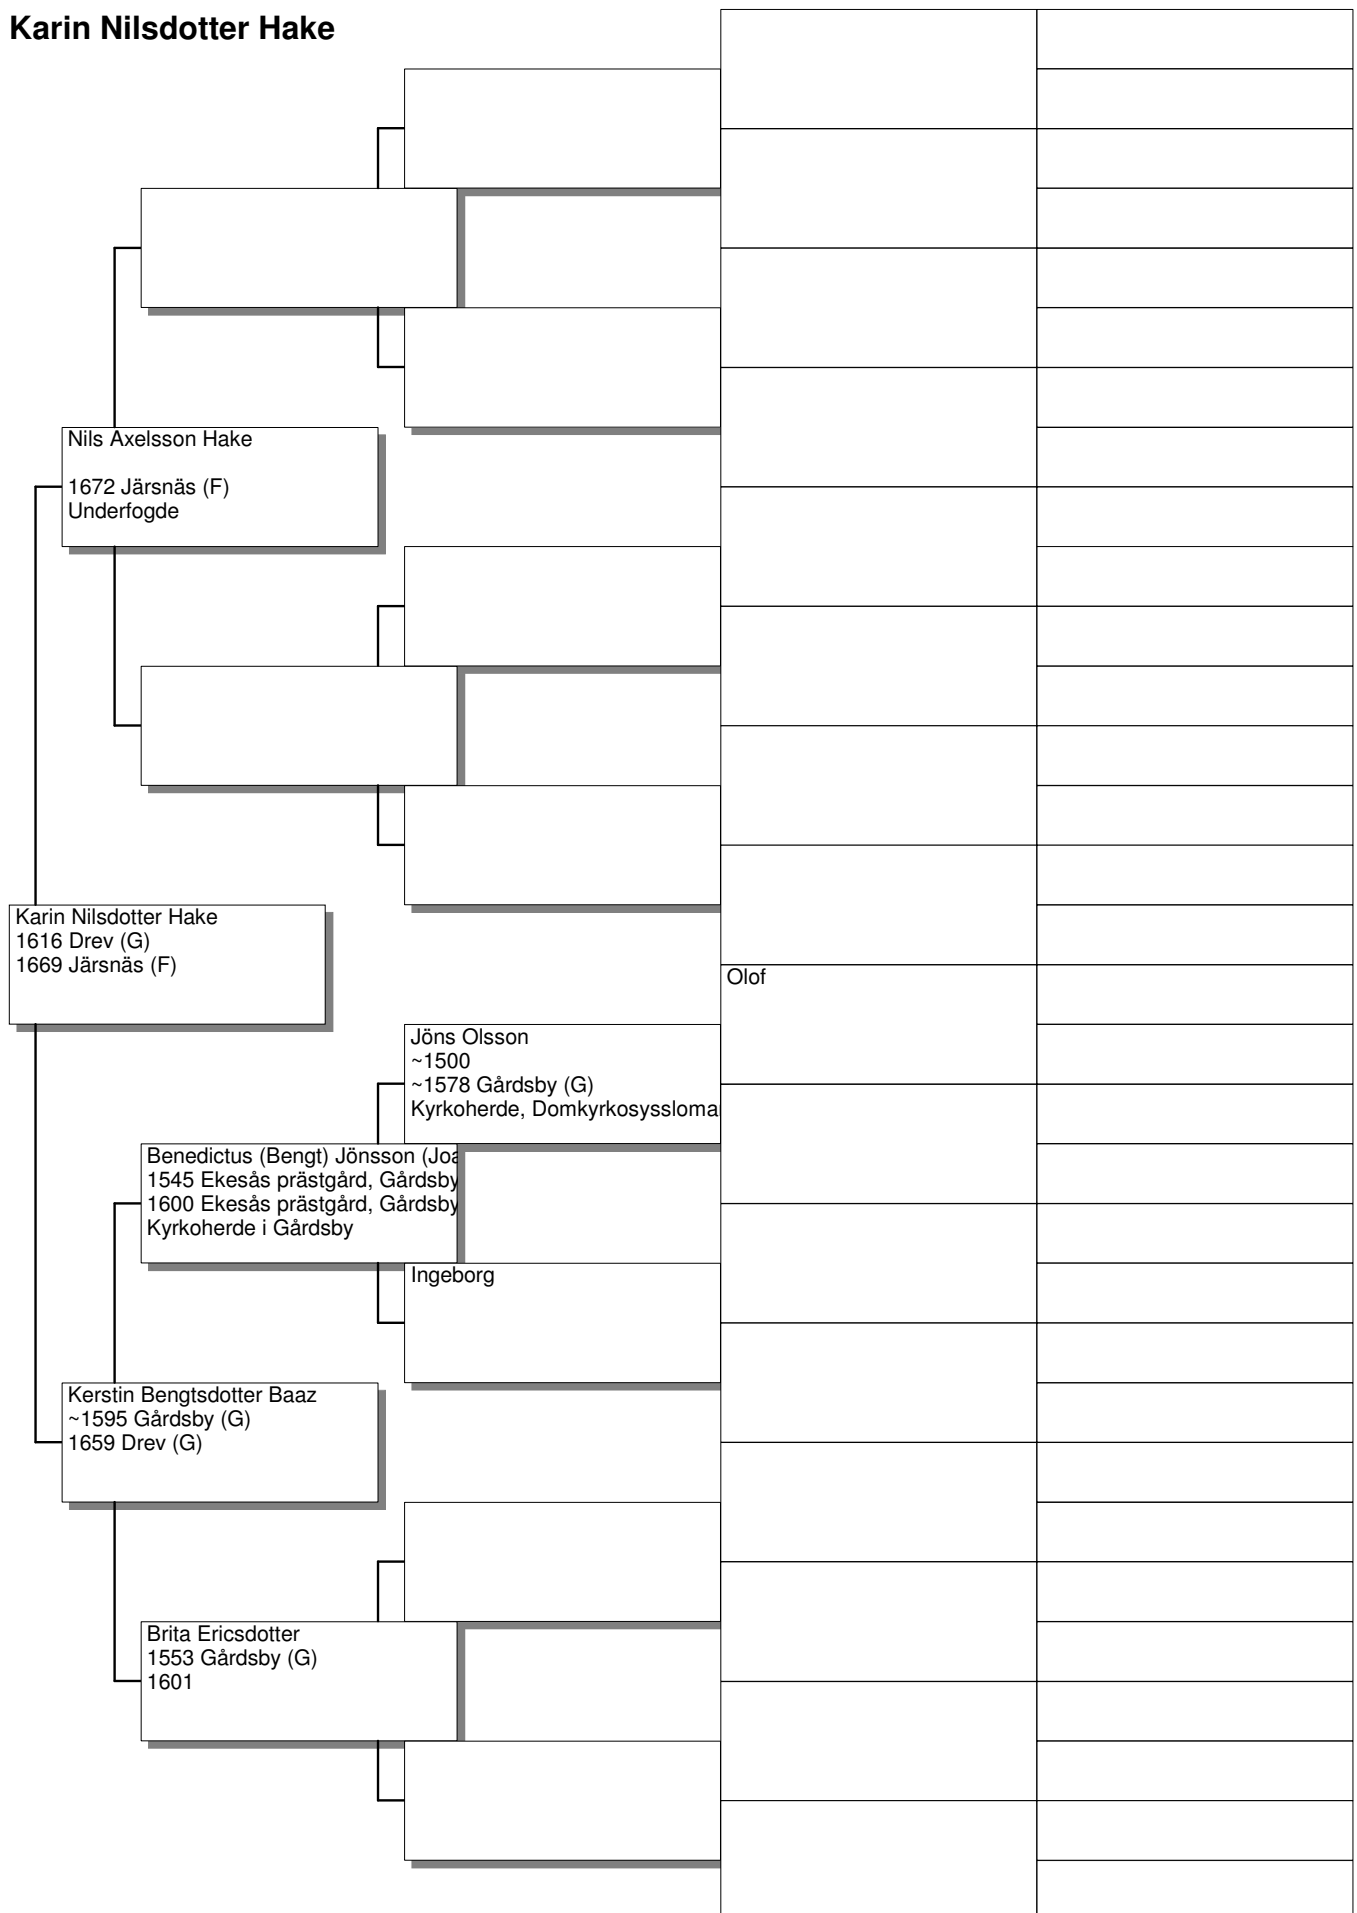 Karin Nilsdotter Hake
Nils Axelsson Hake
1672 Järsnäs (F)
Underfogde
Karin Nilsdotter Hake
1616 Drev (G)
1669 Järsnäs (F)
Olof
Jöns Olsson
~1500
~1578 Gårdsby (G)
Kyrkoherde, Domkyrkosyssloma
Benedictus (Bengt) Jönsson (Joa
1545 Ekesås prästgård, Gårdsby
1600 Ekesås prästgård, Gårdsby
Kyrkoherde i Gårdsby
Ingeborg
Kerstin Bengtsdotter Baaz
~1595 Gårdsby (G)
1659 Drev (G)
Brita Ericsdotter
1553 Gårdsby (G)
1601